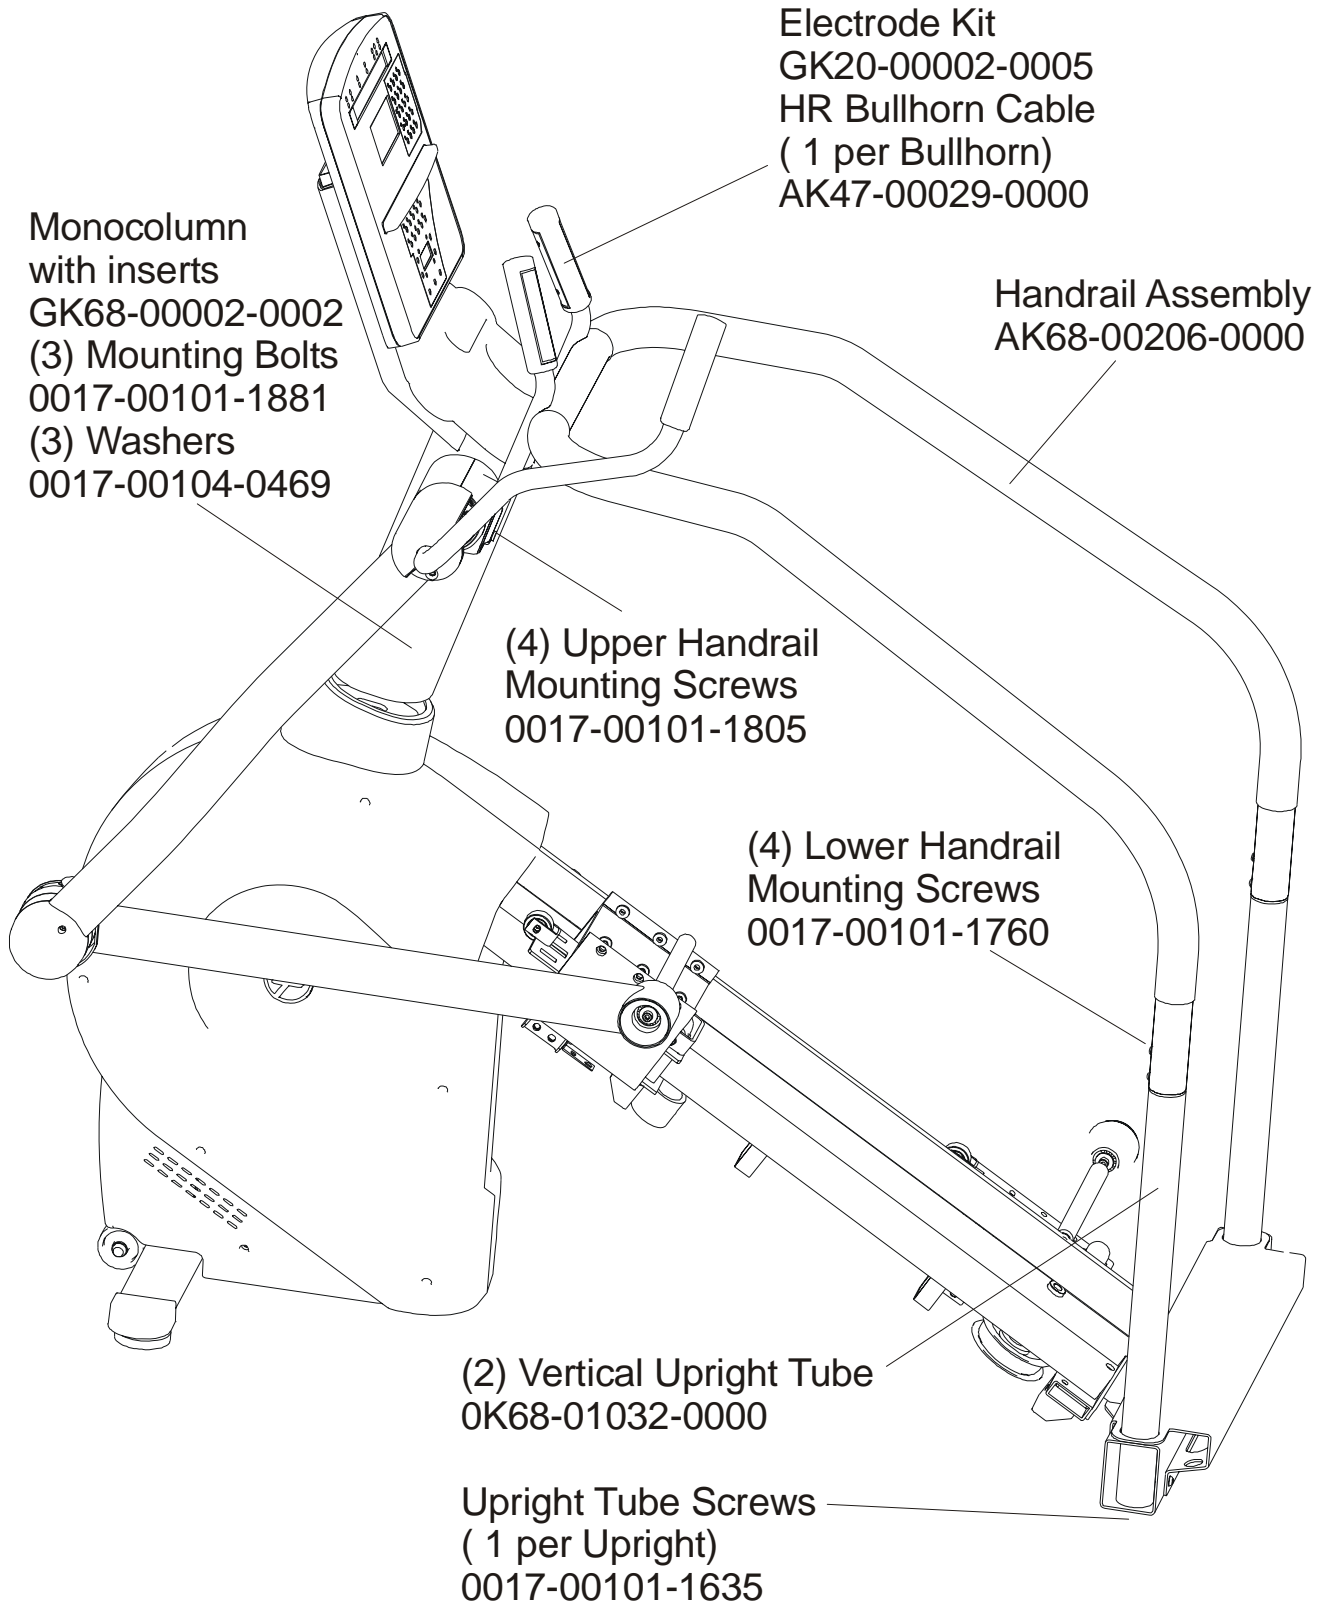 Electrode Kit
GK20-00002-0005
HR Bullhorn Cable
( 1 per Bullhorn)
AK47-00029-0000
Monocolumn
with inserts
GK68-00002-0002
(3) Mounting Bolts
0017-00101-1881
(3) Washers
0017-00104-0469
Handrail Assembly
AK68-00206-0000
(4) Upper Handrail
Mounting Screws
0017-00101-1805
(4) Lower Handrail
Mounting Screws
0017-00101-1760
(2) Vertical Upright Tube
0K68-01032-0000
Upright Tube Screws
( 1 per Upright)
0017-00101-1635